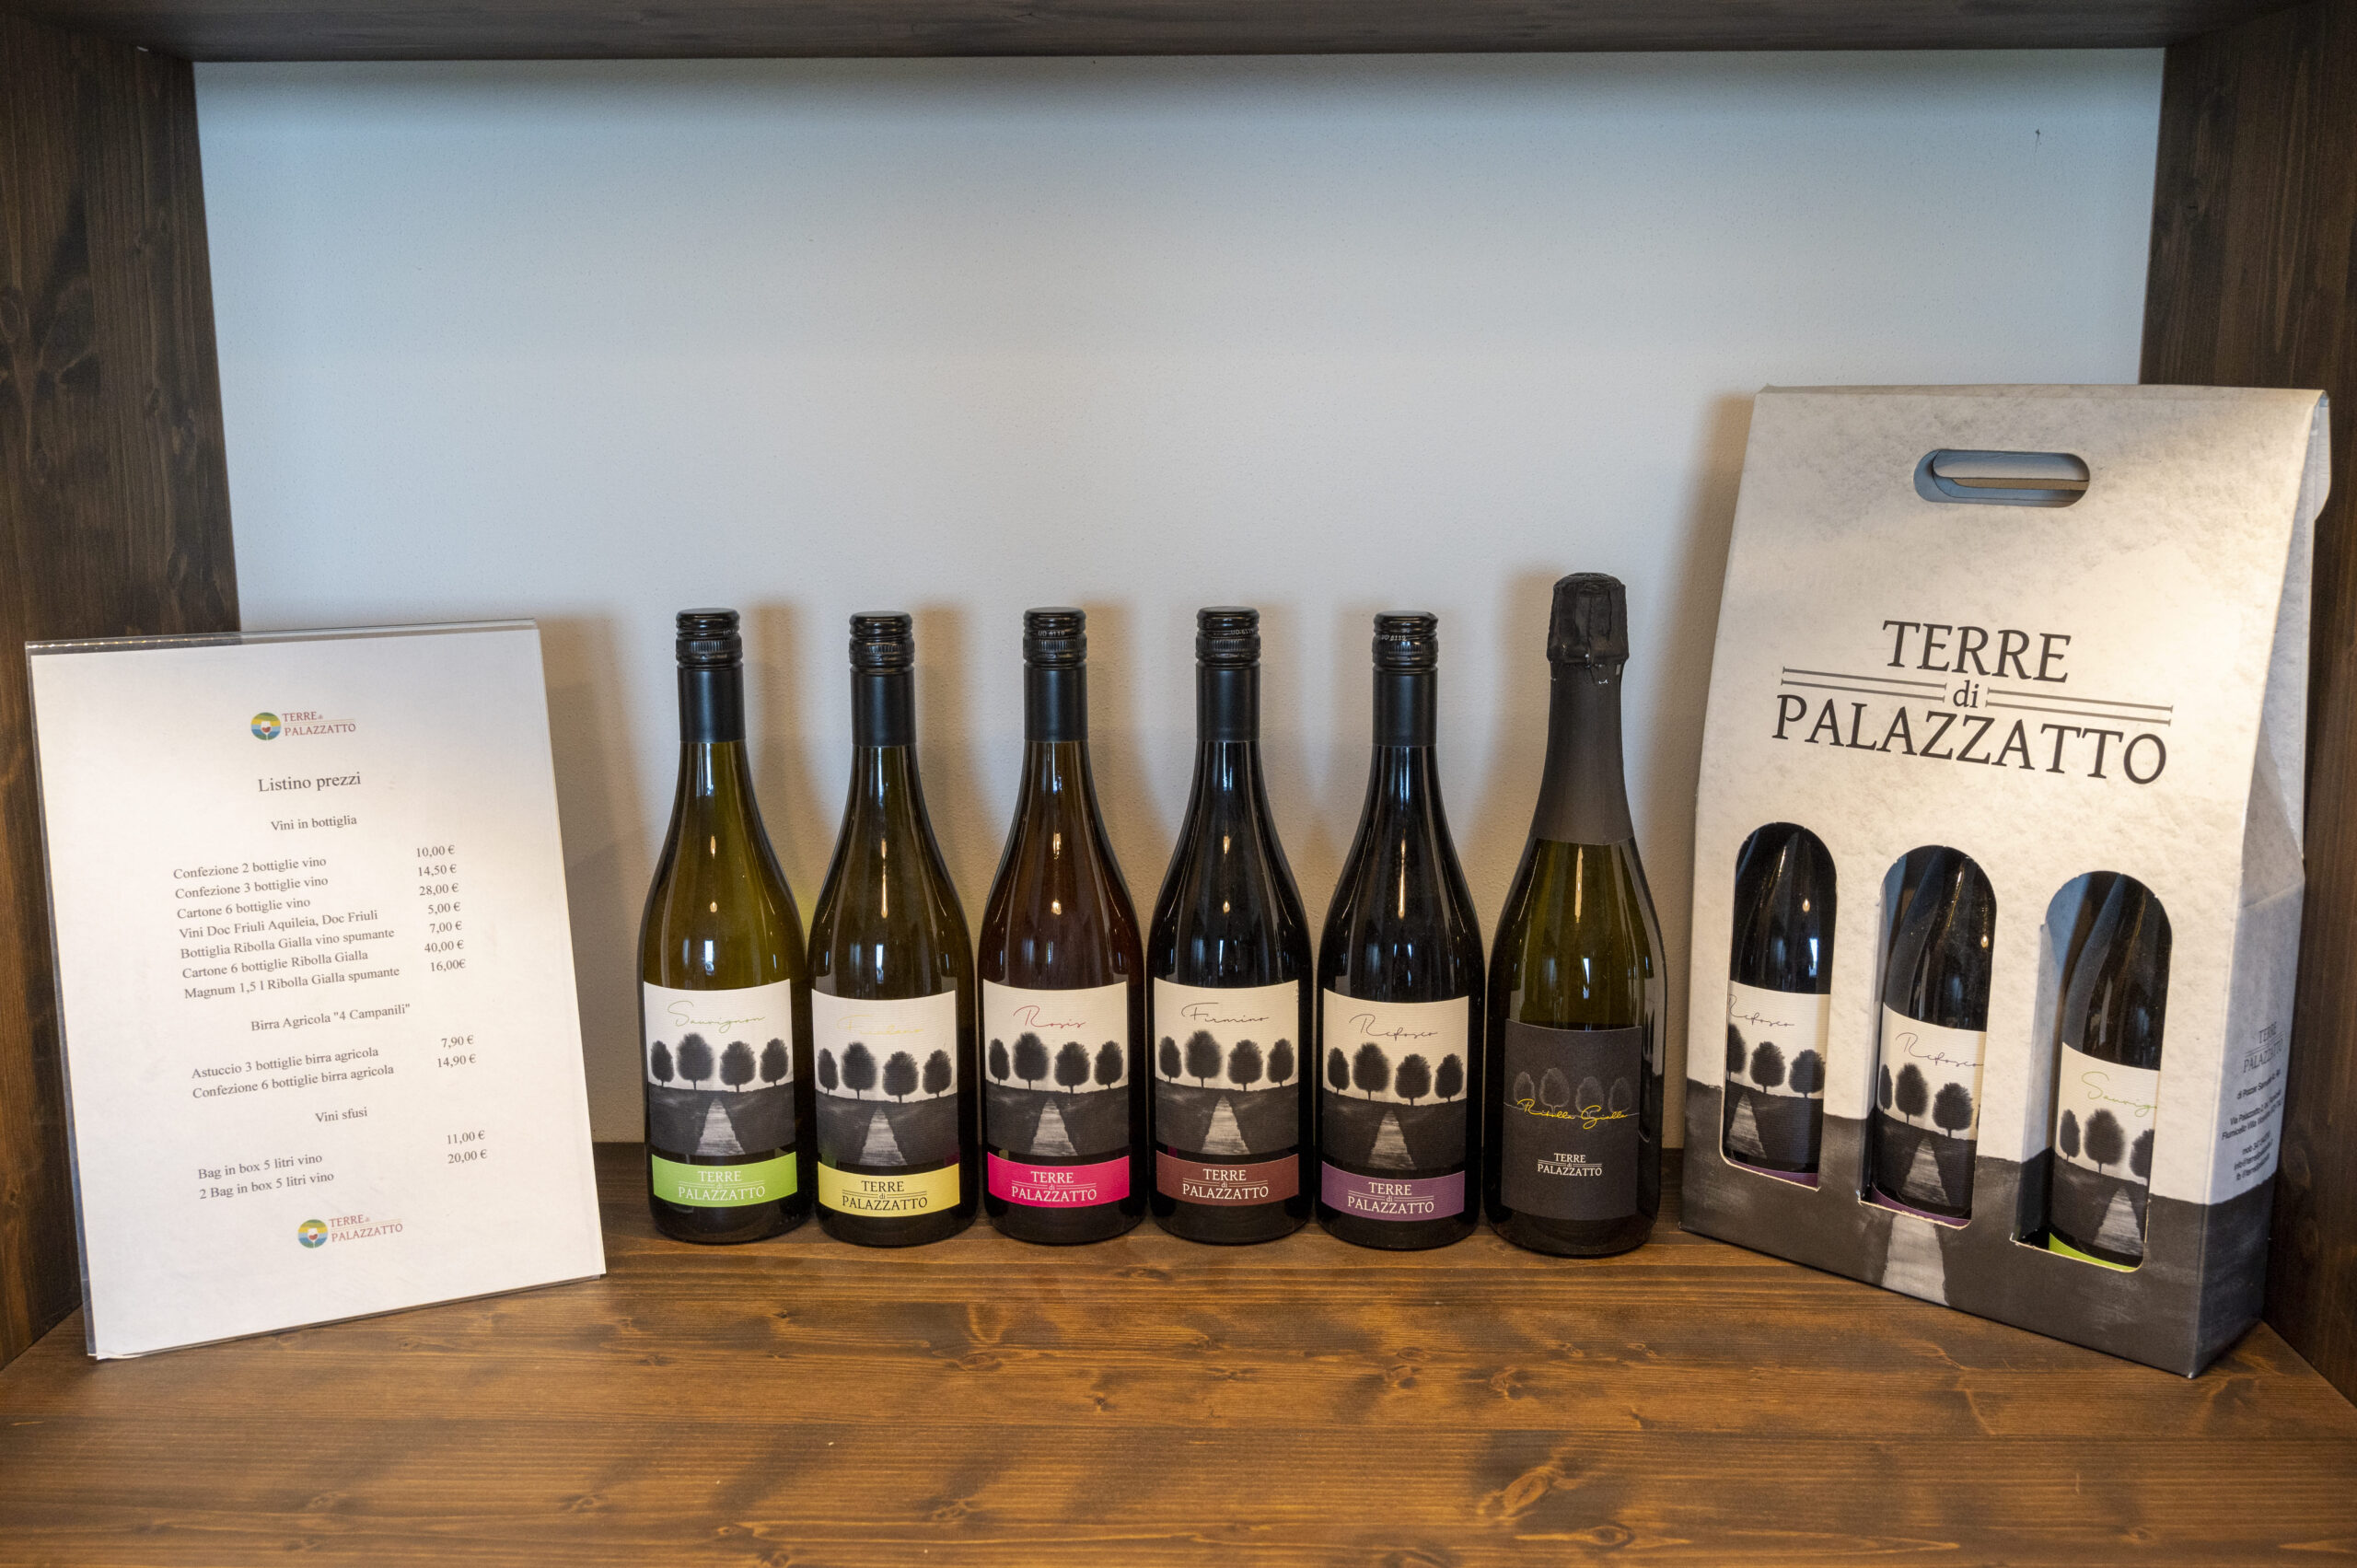 TERRE di
PALAZZATTO
Listino prezzi
Vini in bottiglia
Confezione 2 bottiglie vino 10,00 €
Confezione 3 bottiglie vino 14,50 €
Cartone 6 bottiglie vino 28,00 €
Vini Doc Friuli Aquileia, Doc Friuli 5,00 €
Bottiglia Ribolla Gialla vino spumante 7,00 €
Cartone 6 bottiglie Ribolla Gialla 40,00 €
Magnum 1,5 l Ribolla Gialla spumante 16,00€
Birra Agricola "4 Campanili"
Astuccio 3 bottiglie birra agricola 7,90 €
Confezione 6 bottiglie birra agricola 14,90 €
Vini sfusi
Bag in box 5 litri vino 11,00 €
2 Bag in box 5 litri vino 20,00 €
TERRE di
PALAZZATTO
Sauvignon
TERRE
di
PALAZZATTO
Friulano
TERRE
di
PALAZZATTO
Rosis
TERRE
di
PALAZZATTO
Firmino
TERRE
di
PALAZZATTO
Refosco
TERRE
di
PALAZZATTO
Ribolla Gialla
TERRE
di
PALAZZATTO
TERRE
di
PALAZZATTO
Refosco
Refosco
Sauvig
TERRE